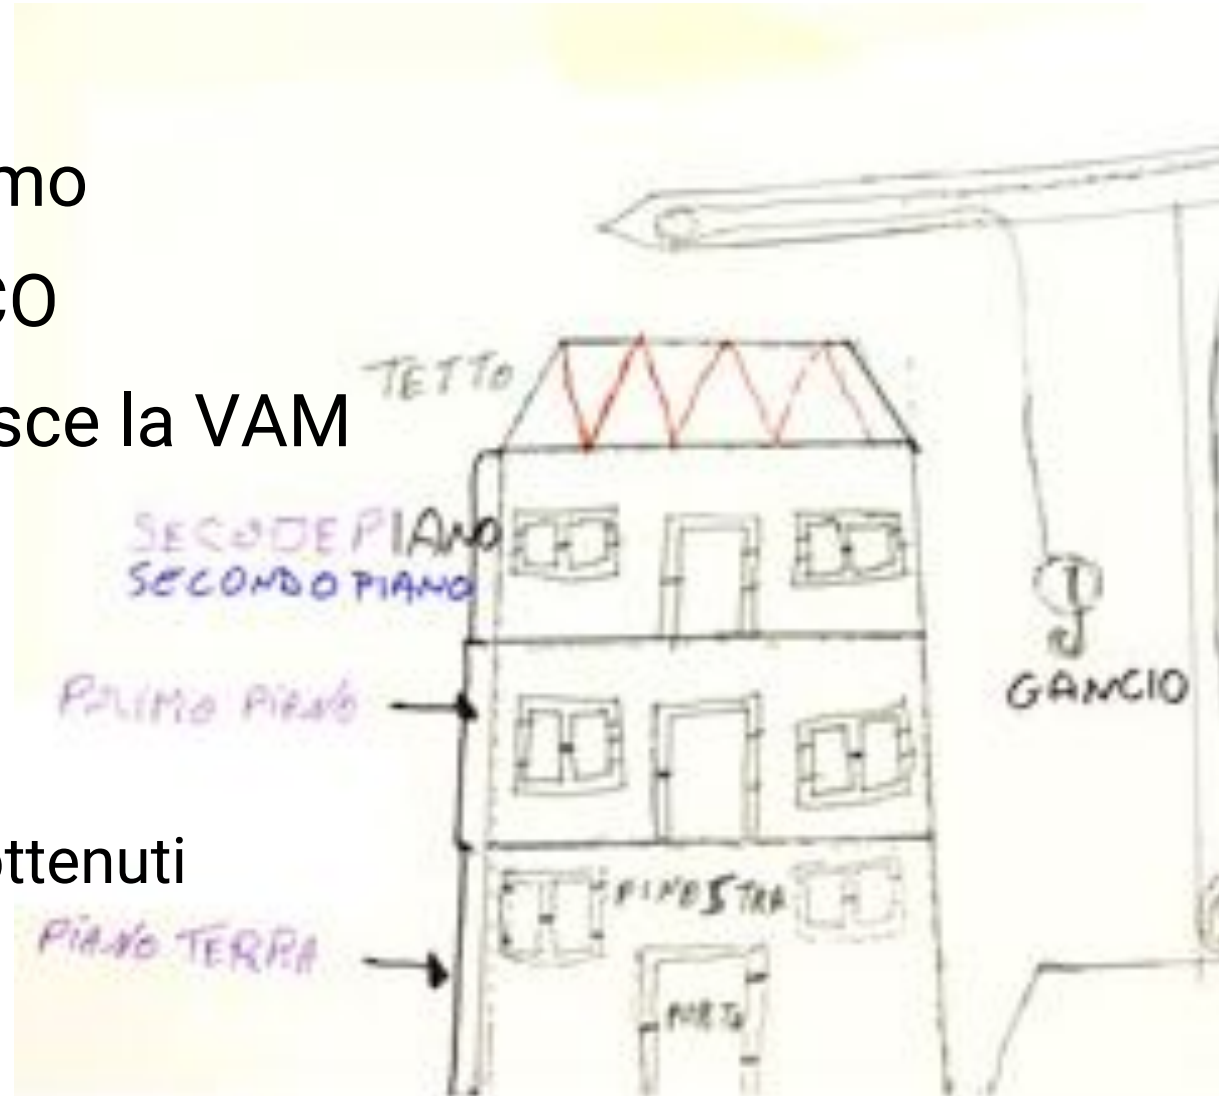 mo
co
TETTO
sce la VAM
SECODE PIANO
SECONDO PIANO
PRIMO PIANO
GANCIO
ottenuti
FINESTRA
PIANO TERRA
PORTA